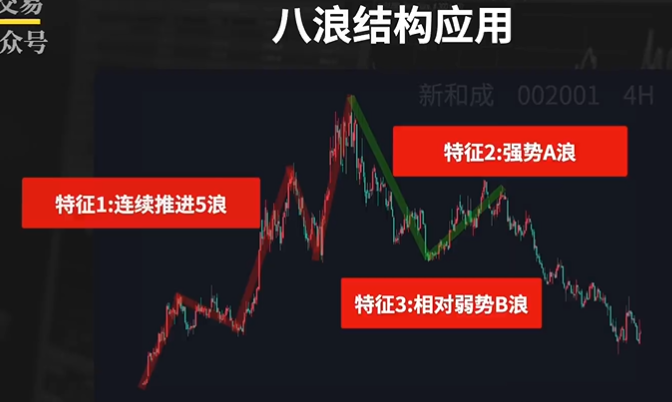 交易
八浪结构应用
众号
新和成 002001 4H
特征2:强势A浪
特征1:连续推进5浪
特征3:相对弱势B浪